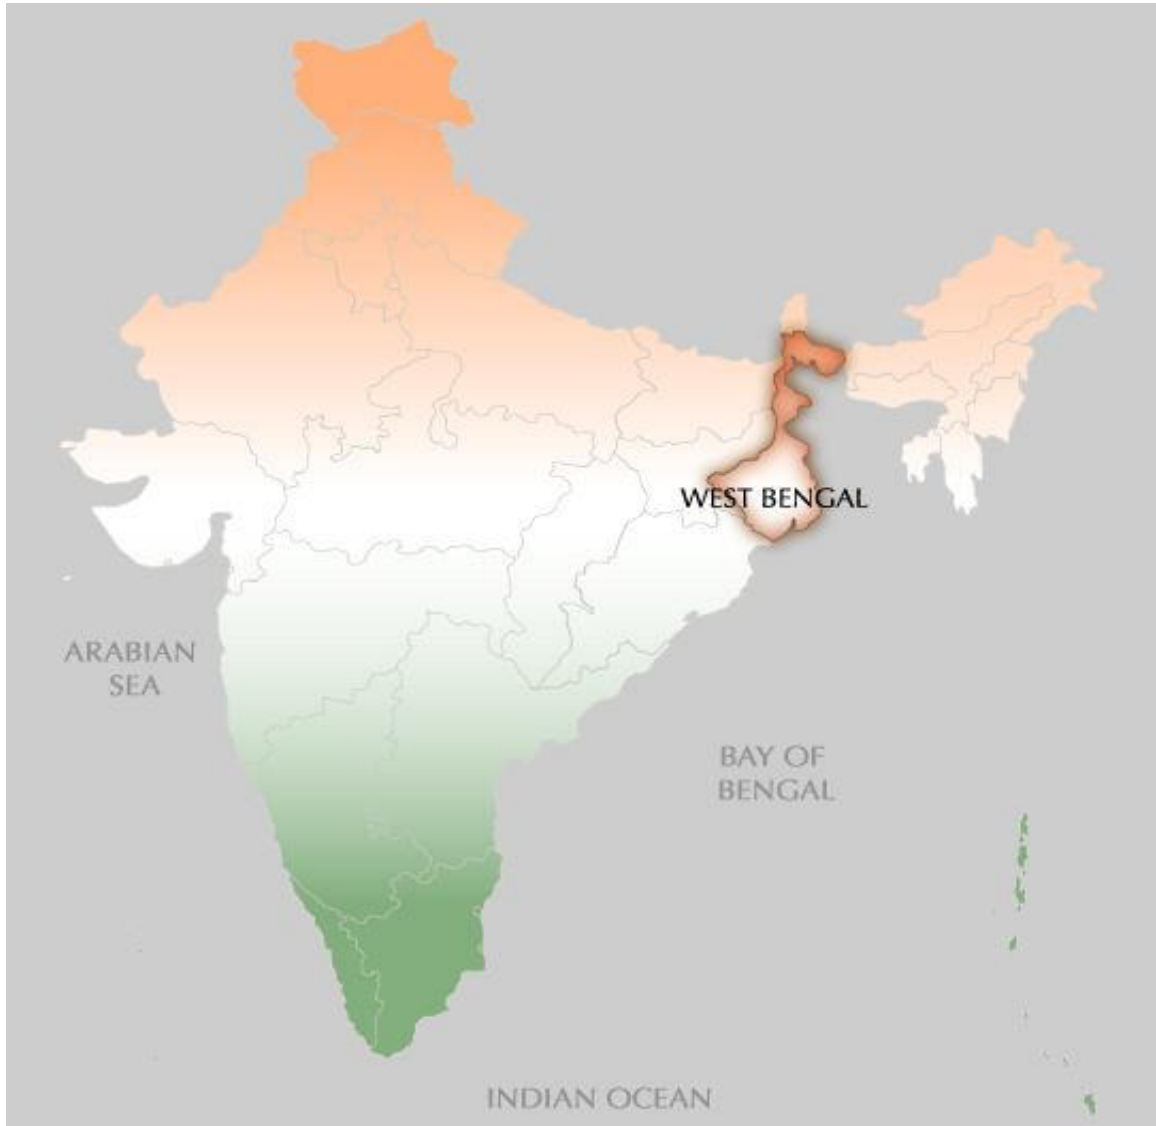 WEST BENGAL
ARABIAN
SEA
BAY OF
BENGAL
INDIAN OCEAN